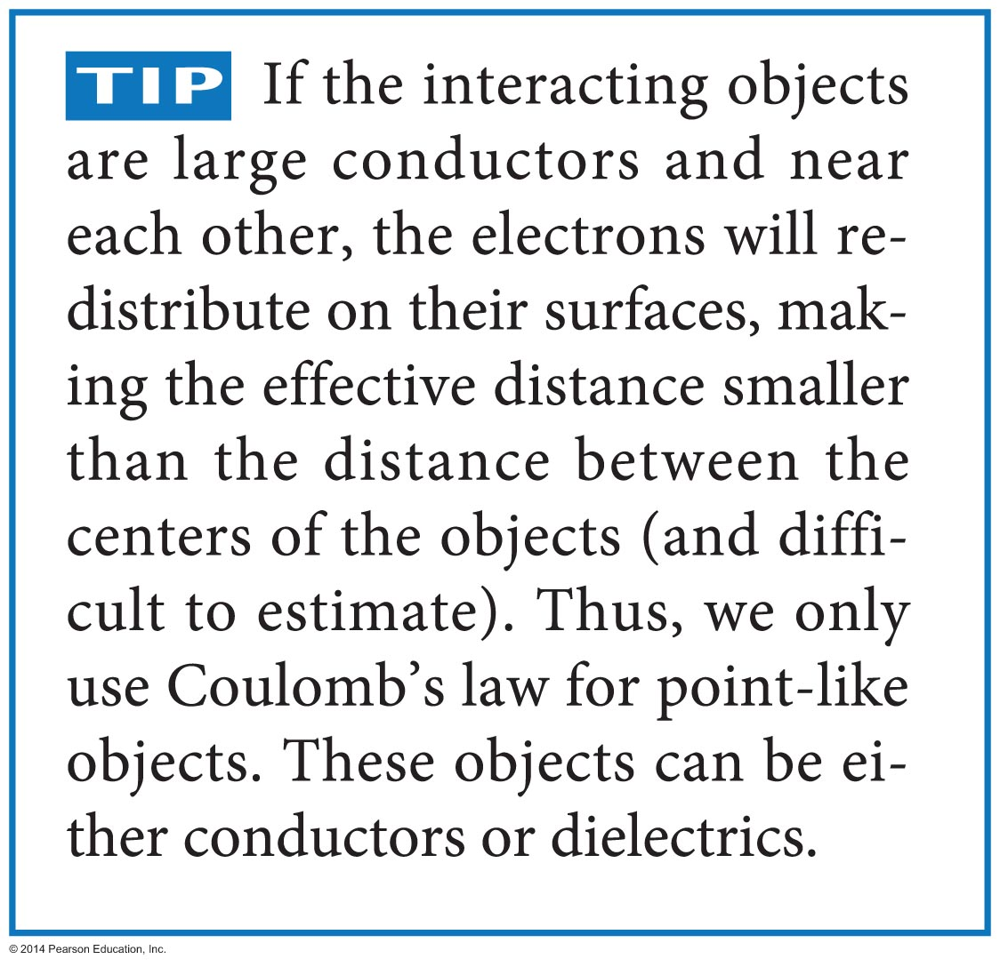 TIP If the interacting objects
are large conductors and near
each other, the electrons will re-
distribute on their surfaces, mak-
ing the effective distance smaller
than the distance between the
centers of the objects (and diffi-
cult to estimate). Thus, we only
use Coulomb’s law for point-like
objects. These objects can be ei-
ther conductors or dielectrics.
© 2014 Pearson Education, Inc.